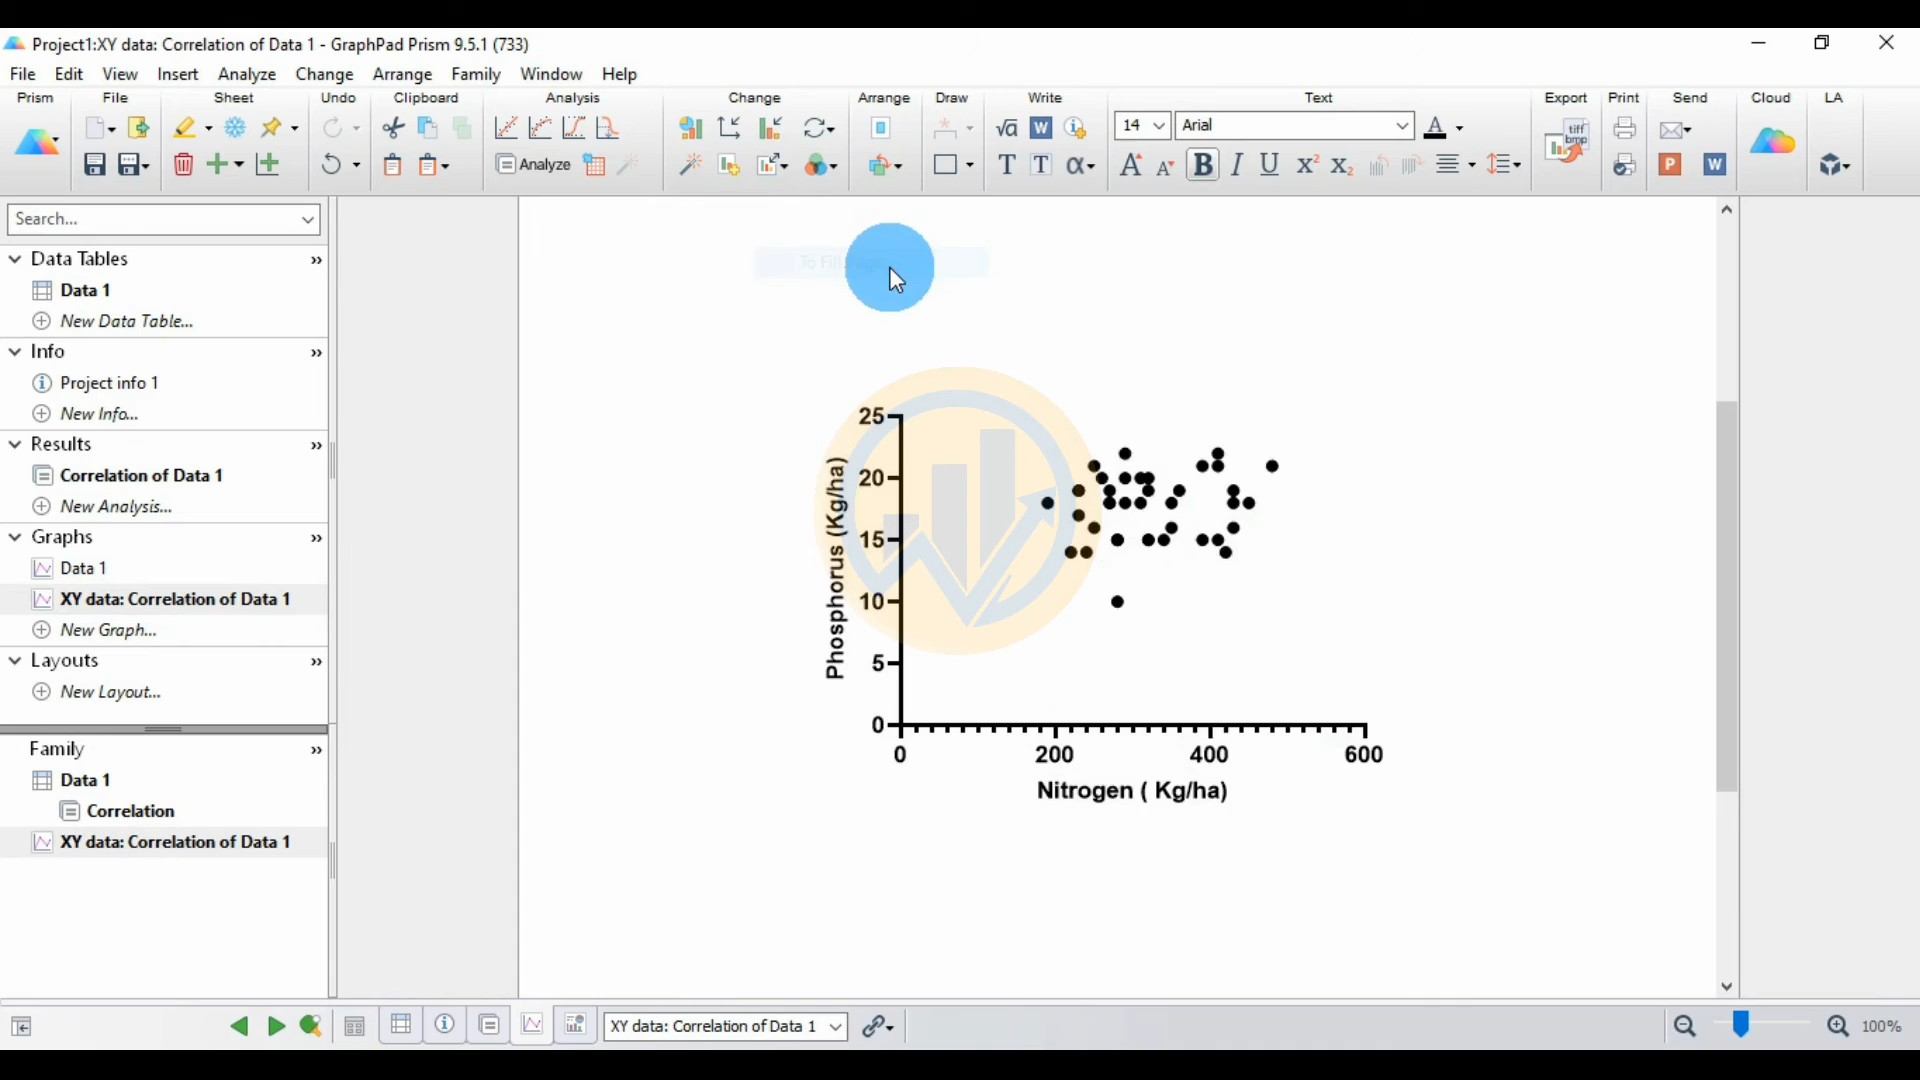 Project1:XY data: Correlation of Data 1 - GraphPad Prism 9.5.1 (733)
File Edit View Insert Change Arrange Family Window Help
Prism File Sheet Undo Clipboard Analysis Change Arrange Draw Write Text Export Print Send Cloud LA
14 Arial
Analyze
tiff
bmp
Search...
Data Tables
Data 1
New Data Table...
Info
Project info 1
New Info...
Results
Correlation of Data 1
New Analysis...
Graphs
Data 1
XY data: Correlation of Data 1
New Graph...
Layouts
New Layout...
Family
Data 1
Correlation
XY data: Correlation of Data 1
To Fill
25
20
15
10
5
0
Phosphorus (Kg/ha)
0 200 400 600
Nitrogen ( Kg/ha)
XY data: Correlation of Data 1
100%